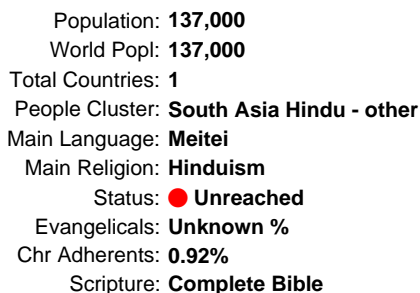 Population: 137,000
World Popl: 137,000
Total Countries: 1
People Cluster: South Asia Hindu - other
Main Language: Meitei
Main Religion: Hinduism
Status: Unreached
Evangelicals: Unknown %
Chr Adherents: 0.92%
Scripture: Complete Bible